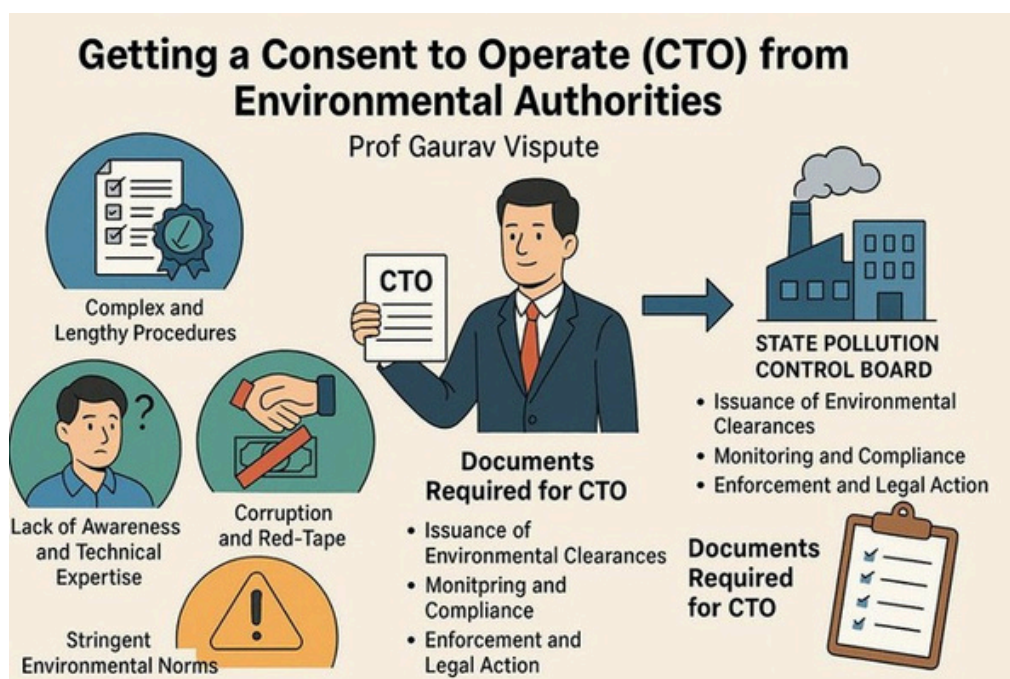 Getting a Consent to Operate (CTO) from
Environmental Authorities
Prof Gaurav Vispute
Complex and
Lengthy Procedures
Lack of Awareness
and Technical
Expertise
Corruption
and Red-Tape
Stringent
Environmental Norms
CTO
Documents
Required for CTO
• Issuance of
Environmental Clearances
• Monitpring and
Compliance
• Enforcement and
Legal Action
STATE POLLUTION
CONTROL BOARD
• Issuance of Environmental
Clearances
• Monitoring and Compliance
• Enforcement and Legal Action
Documents
Required
for CTO